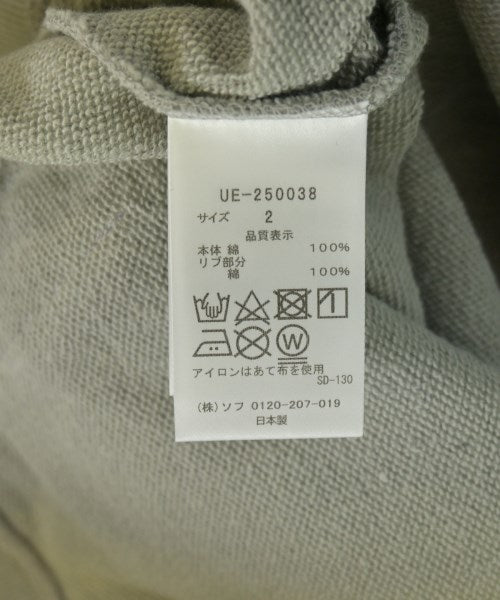 UE-250038
サイズ 2
品質表示
本体 綿 100%
リブ部分
綿 100%
W
アイロンはあて布を使用
SD-130
(株)ソフ 0120-207-019
日本製